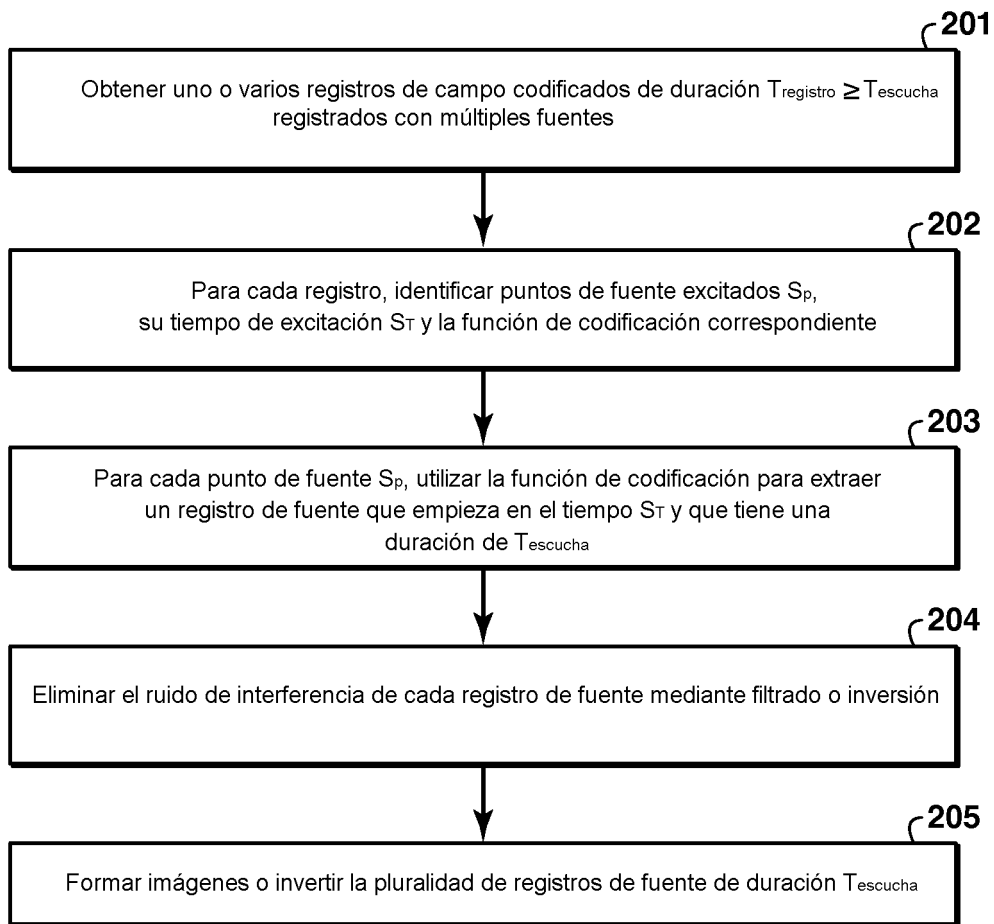 201
Obtener uno o varios registros de campo codificados de duración Tregistro ≥ Tescucha
registrados con múltiples fuentes
202
Para cada registro, identificar puntos de fuente excitados Sp,
su tiempo de excitación ST y la función de codificación correspondiente
203
Para cada punto de fuente Sp, utilizar la función de codificación para extraer
un registro de fuente que empieza en el tiempo ST y que tiene una
duración de Tescucha
204
Eliminar el ruido de interferencia de cada registro de fuente mediante filtrado o inversión
205
Formar imágenes o invertir la pluralidad de registros de fuente de duración Tescucha